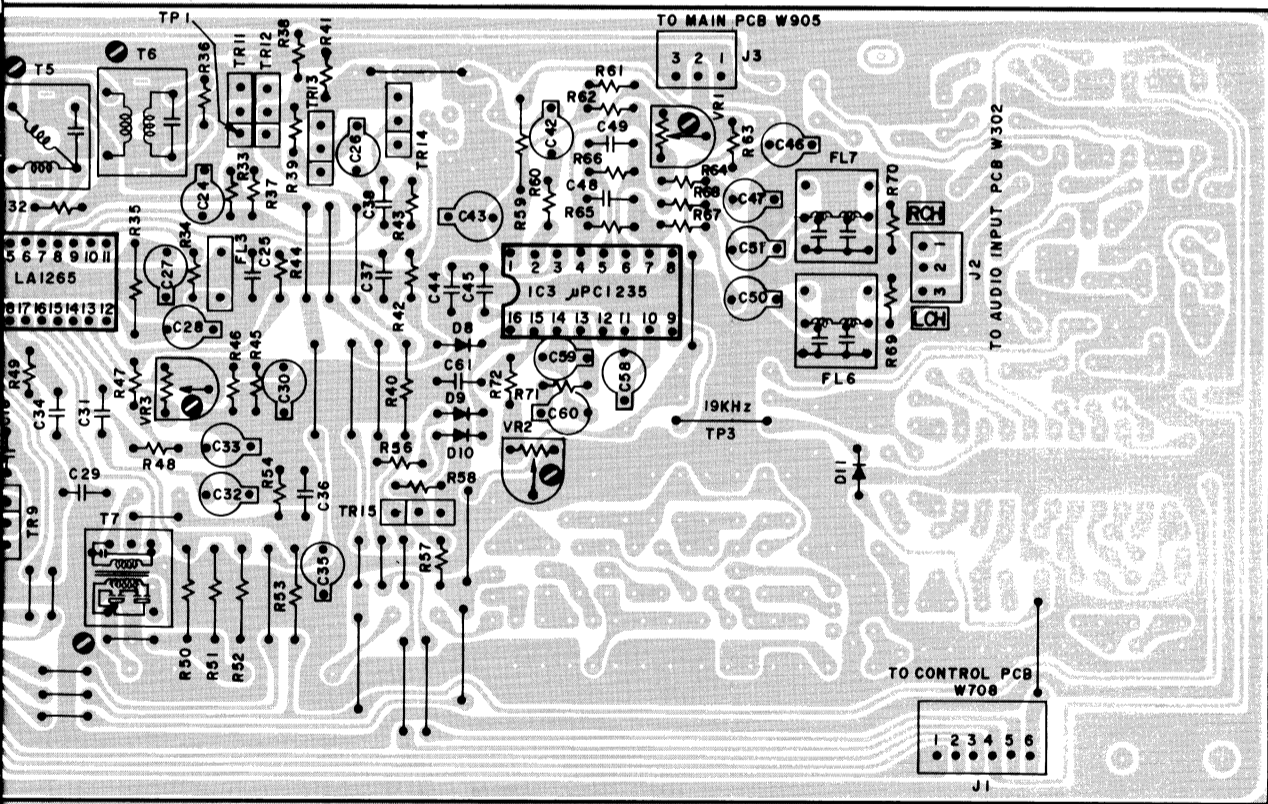 TO MAIN PCB W905
3 2 1
J3
TP1
T5
T6
R36
TR11
TR12
R38
R41
TR13
R39
C26
TR14
C42
R61
R62
C49
R66
C48
R65
VR1
R63
R64
R68
R67
C46
C47
C51
C50
FL7
R70
RCH
1
2
3
J2
LCH
TO AUDIO INPUT PCB W302
R69
FL6
32
R35
C24
R33
R37
C38
R43
C43
R59
R60
5 6 7 8 9 10 11
LA1265
17 16 15 14 13 12
C27
R34
FL3
C25
R44
C37
R42
C44
C45
1 2 3 4 5 6 7 8
IC3 μPC1235
16 15 14 13 12 11 10 9
C28
D8
C61
D9
D10
C59
C58
R72
R71
C60
VR2
R49
C34
C31
R47
VR3
R46
R45
C30
R40
19KHz
TP3
R48
C33
R54
C36
R56
R58
D11
C29
C32
TR15
TR9
T7
C35
R57
R50
R51
R52
R53
TO CONTROL PCB
W708
1 2 3 4 5 6
J1